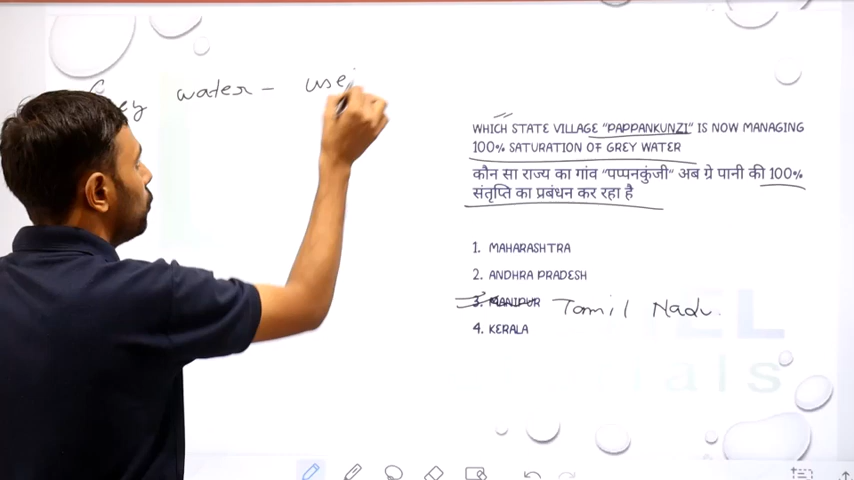 Grey water - use
WHICH STATE VILLAGE "PAPPANKUNZI" IS NOW MANAGING
100% SATURATION OF GREY WATER
कौन सा राज्य का गांव "पप्पनकुंजी" अब ग्रे पानी की 100%
संतृप्ति का प्रबंधन कर रहा है
1. MAHARASHTRA
2. ANDHRA PRADESH
3. MANIPUR Tamil Nadu.
4. KERALA